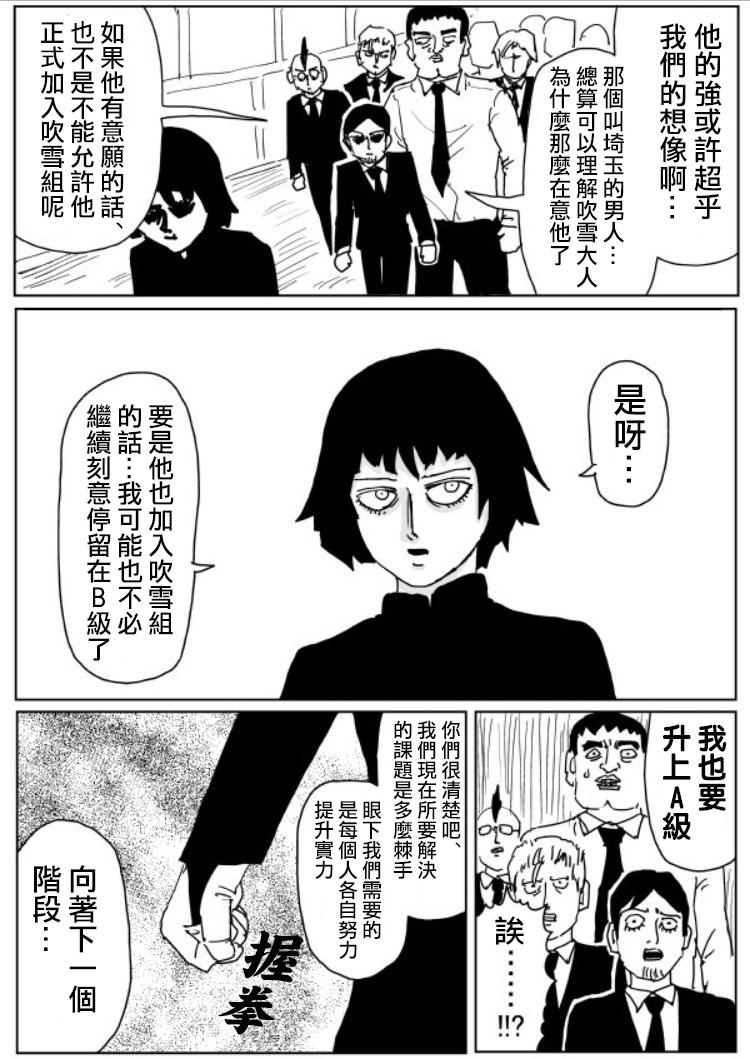 他的強或許超乎
我們的想像啊…
那個叫埼玉的男人…
總算可以理解吹雪大人
為什麼那麼在意他了
如果他有意願的話、
也不是不能允許他
正式加入吹雪組呢
是呀…
要是他也加入吹雪組
的話…我可能也不必
繼續刻意停留在B級了
我也要
升上A級
誒……
!!?
你們很清楚吧、
我們現在所要解決
的課題是多麼棘手
眼下我們需要的
是每個人各自努力
提升實力
握拳
向著下一個
階段…